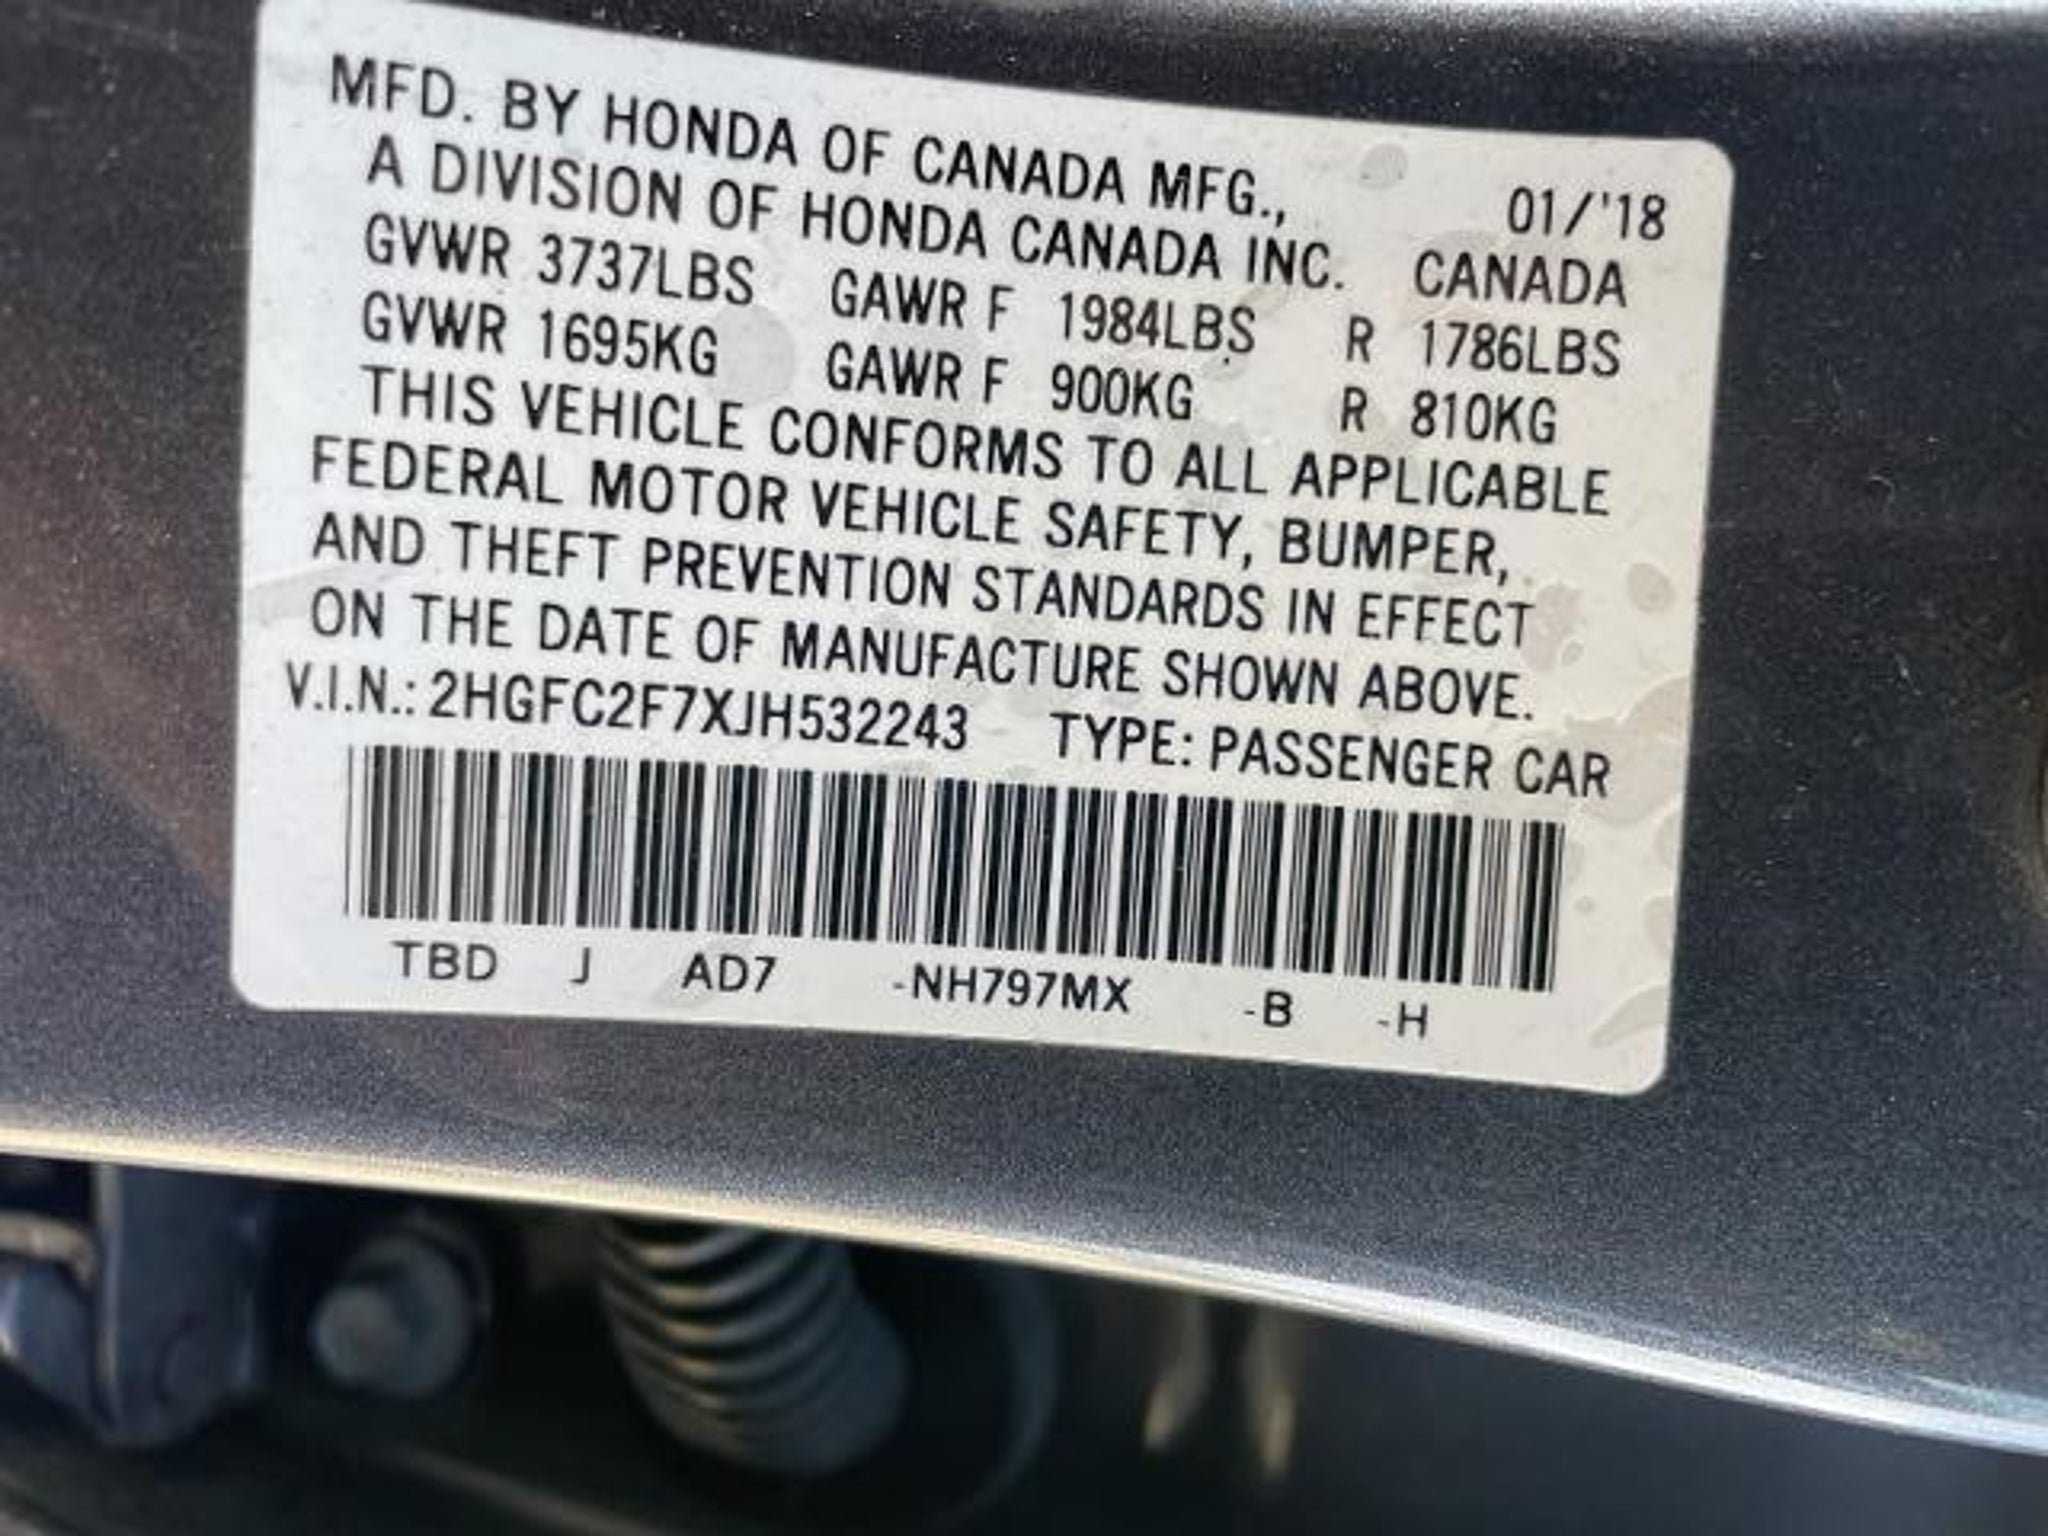 MFD. BY HONDA OF CANADA MFG., 01/'18
A DIVISION OF HONDA CANADA INC. CANADA
GVWR 3737LBS GAWR F 1984LBS R 1786LBS
GVWR 1695KG GAWR F 900KG R 810KG
THIS VEHICLE CONFORMS TO ALL APPLICABLE
FEDERAL MOTOR VEHICLE SAFETY, BUMPER,
AND THEFT PREVENTION STANDARDS IN EFFECT
ON THE DATE OF MANUFACTURE SHOWN ABOVE.
V.I.N.: 2HGFC2F7XJH532243 TYPE: PASSENGER CAR
TBD J AD7 -NH797MX -B -H